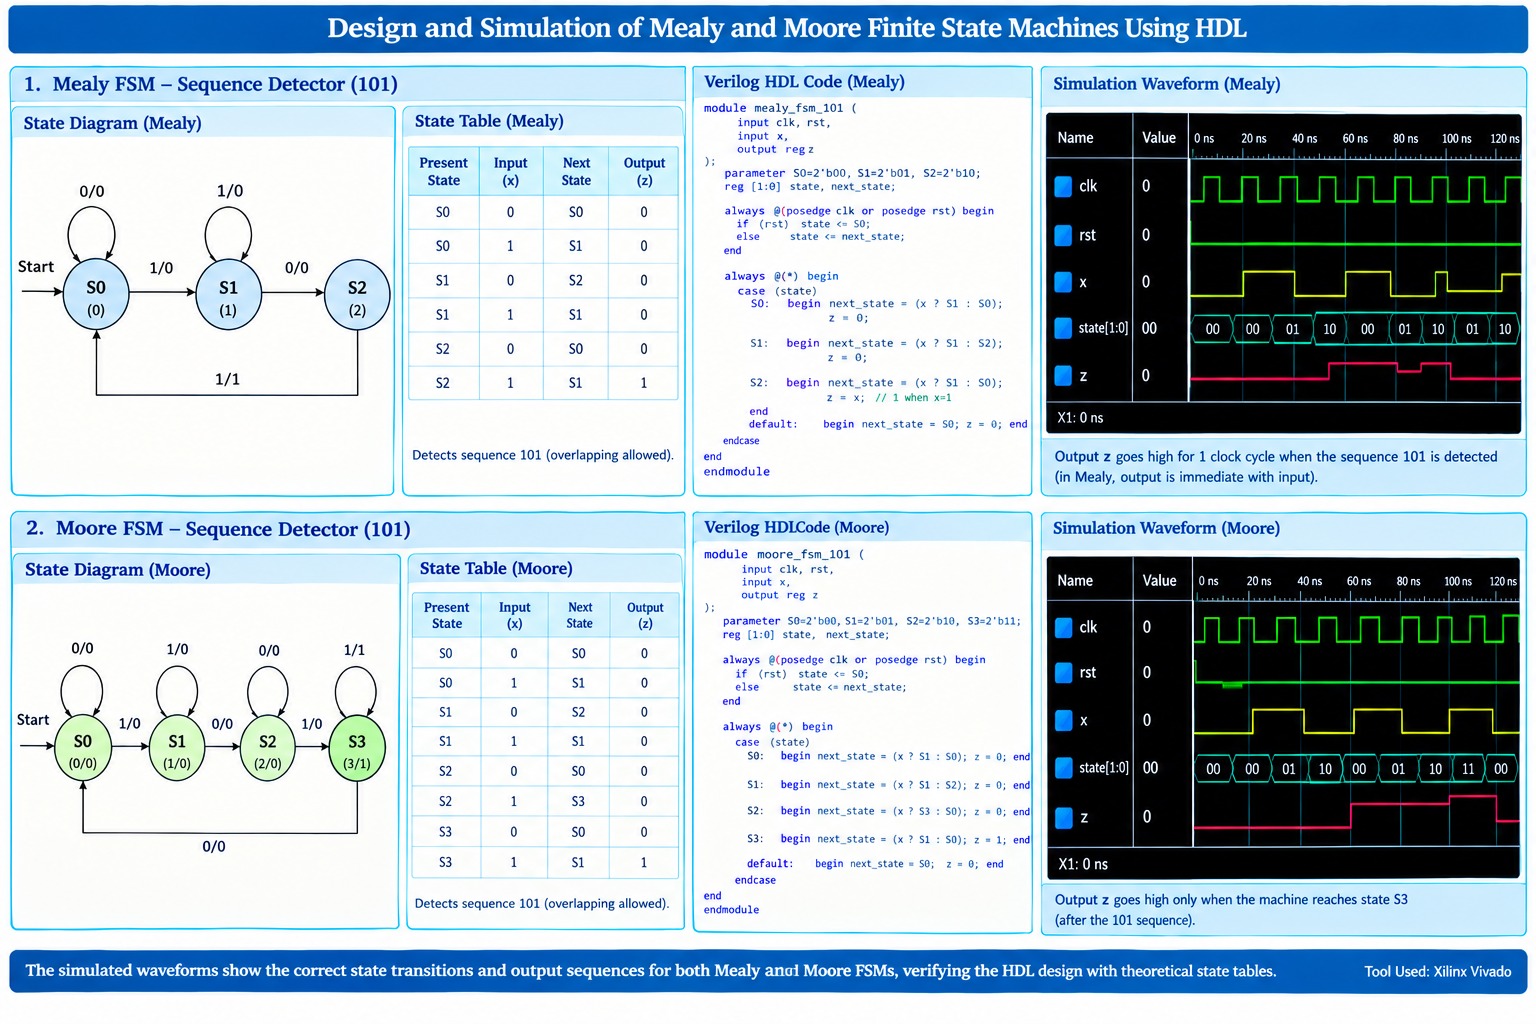 Design and Simulation of Mealy and Moore Finite State Machines Using HDL
1. Mealy FSM – Sequence Detector (101)
State Diagram (Mealy)
0/0
1/0
Start
S0
(0)
1/0
S1
(1)
0/0
S2
(2)
1/1
State Table (Mealy)
Present State Input (x) Next State Output (z)
S0 0 S0 0
S0 1 S1 0
S1 0 S2 0
S1 1 S1 0
S2 0 S0 0
S2 1 S1 1
Detects sequence 101 (overlapping allowed).
Verilog HDL Code (Mealy)
module mealy_fsm_101 (
input clk, rst,
input x,
output reg z
);
parameter S0=2'b00, S1=2'b01, S2=2'b10;
reg [1:0] state, next_state;
always @(posedge clk or posedge rst) begin
if (rst) state <= S0;
else state <= next_state;
end
always @(*) begin
case (state)
S0: begin next_state = (x ? S1 : S0);
z = 0;
S1: begin next_state = (x ? S1 : S2);
z = 0;
S2: begin next_state = (x ? S1 : S0);
z = x; // 1 when x=1
end
default: begin next_state = S0; z = 0; end
endcase
end
endmodule
Simulation Waveform (Mealy)
Name Value 0 ns 20 ns 40 ns 60 ns 80 ns 100 ns 120 ns
clk 0
rst 0
x 0
state[1:0] 00 00 00 01 10 00 01 10 01 10
z 0
X1: 0 ns
Output z goes high for 1 clock cycle when the sequence 101 is detected
(in Mealy, output is immediate with input).
2. Moore FSM – Sequence Detector (101)
State Diagram (Moore)
0/0
1/0
0/0
1/1
Start
S0
(0/0)
1/0
S1
(1/0)
0/0
S2
(2/0)
1/0
S3
(3/1)
0/0
State Table (Moore)
Present State Input (x) Next State Output (z)
S0 0 S0 0
S0 1 S1 0
S1 0 S2 0
S1 1 S1 0
S2 0 S0 0
S2 1 S3 0
S3 0 S0 0
S3 1 S1 1
Detects sequence 101 (overlapping allowed).
Verilog HDLCode (Moore)
module moore_fsm_101 (
input clk, rst,
input x,
output reg z
);
parameter S0=2'b00, S1=2'b01, S2=2'b10, S3=2'b11;
reg [1:0] state, next_state;
always @(posedge clk or posedge rst) begin
if (rst) state <= S0;
else state <= next_state;
end
always @(*) begin
case (state)
S0: begin next_state = (x ? S1 : S0); z = 0; end
S1: begin next_state = (x ? S1 : S2); z = 0; end
S2: begin next_state = (x ? S3 : S0); z = 0; end
S3: begin next_state = (x ? S1 : S0); z = 1; end
default: begin next_state = S0; z = 0; end
endcase
end
endmodule
Simulation Waveform (Moore)
Name Value 0 ns 20 ns 40 ns 60 ns 80 ns 100 ns 120 ns
clk 0
rst 0
x 0
state[1:0] 00 00 00 01 10 00 01 10 11 00
z 0
X1: 0 ns
Output z goes high only when the machine reaches state S3
(after the 101 sequence).
The simulated waveforms show the correct state transitions and output sequences for both Mealy and Moore FSMs, verifying the HDL design with theoretical state tables.
Tool Used: Xilinx Vivado